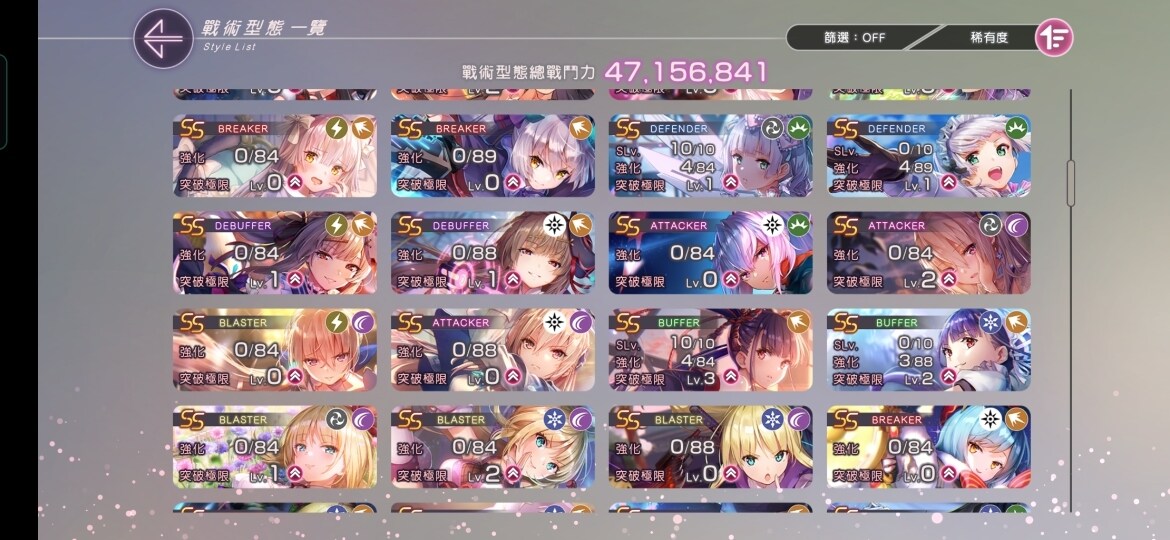 戰術型態一覽
Style List
篩選：OFF
稀有度
戰術型態總戰鬥力 47,156,841
SS BREAKER
強化 0/84
突破極限 Lv.0
SS BREAKER
強化 0/89
突破極限 Lv.0
SS DEFENDER
SLv. 10/10
強化 4/84
突破極限 Lv.1
SS DEFENDER
SLv. 0/10
強化 4/89
突破極限 Lv.1
SS DEBUFFER
強化 0/84
突破極限 Lv.1
SS DEBUFFER
強化 0/88
突破極限 Lv.1
SS ATTACKER
強化 0/84
突破極限 Lv.0
SS ATTACKER
強化 0/84
突破極限 Lv.2
SS BLASTER
強化 0/84
突破極限 Lv.0
SS ATTACKER
強化 0/88
突破極限 Lv.0
SS BUFFER
SLv. 10/10
強化 4/84
突破極限 Lv.3
SS BUFFER
SLv. 0/10
強化 3/88
突破極限 Lv.2
SS BLASTER
強化 0/84
突破極限 Lv.1
SS BLASTER
強化 0/84
突破極限 Lv.2
SS BLASTER
強化 0/88
突破極限 Lv.0
SS BREAKER
強化 0/84
突破極限 Lv.0